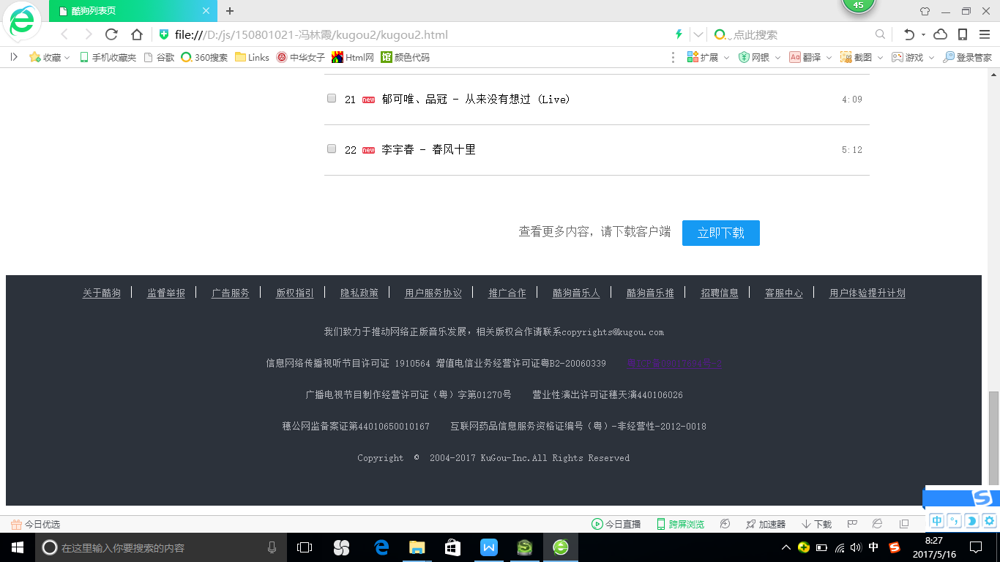 酷狗列表页
45
file:///D:/js/150801021-冯林霞/kugou2/kugou2.html
点此搜索
收藏 手机收藏夹 谷歌 360搜索 Links 中华女子 Html网 馆 颜色代码 扩展 网银 Aa 翻译 截图 游戏 登录管家
21 new 郁可唯、品冠 - 从来没有想过 (Live) 4:09
22 new 李宇春 - 春风十里 5:12
查看更多内容，请下载客户端 立即下载
关于酷狗 监督举报 广告服务 版权指引 隐私政策 用户服务协议 推广合作 酷狗音乐人 酷狗音乐推 招聘信息 客服中心 用户体验提升计划
我们致力于推动网络正版音乐发展，相关版权合作请联系copyrights@kugou.com
信息网络传播视听节目许可证 1910564 增值电信业务经营许可证粤B2-20060339
广播电视节目制作经营许可证（粤）字第01270号 营业性演出许可证穗天演440106026
穗公网监备案证第44010650010167 互联网药品信息服务资格证编号（粤）-非经营性-2012-0018
Copyright © 2004-2017 KuGou-Inc.All Rights Reserved
中
今日优选 今日直播 跨屏浏览 加速器 下载
在这里输入你要搜索的内容
中
8:27
2017/5/16